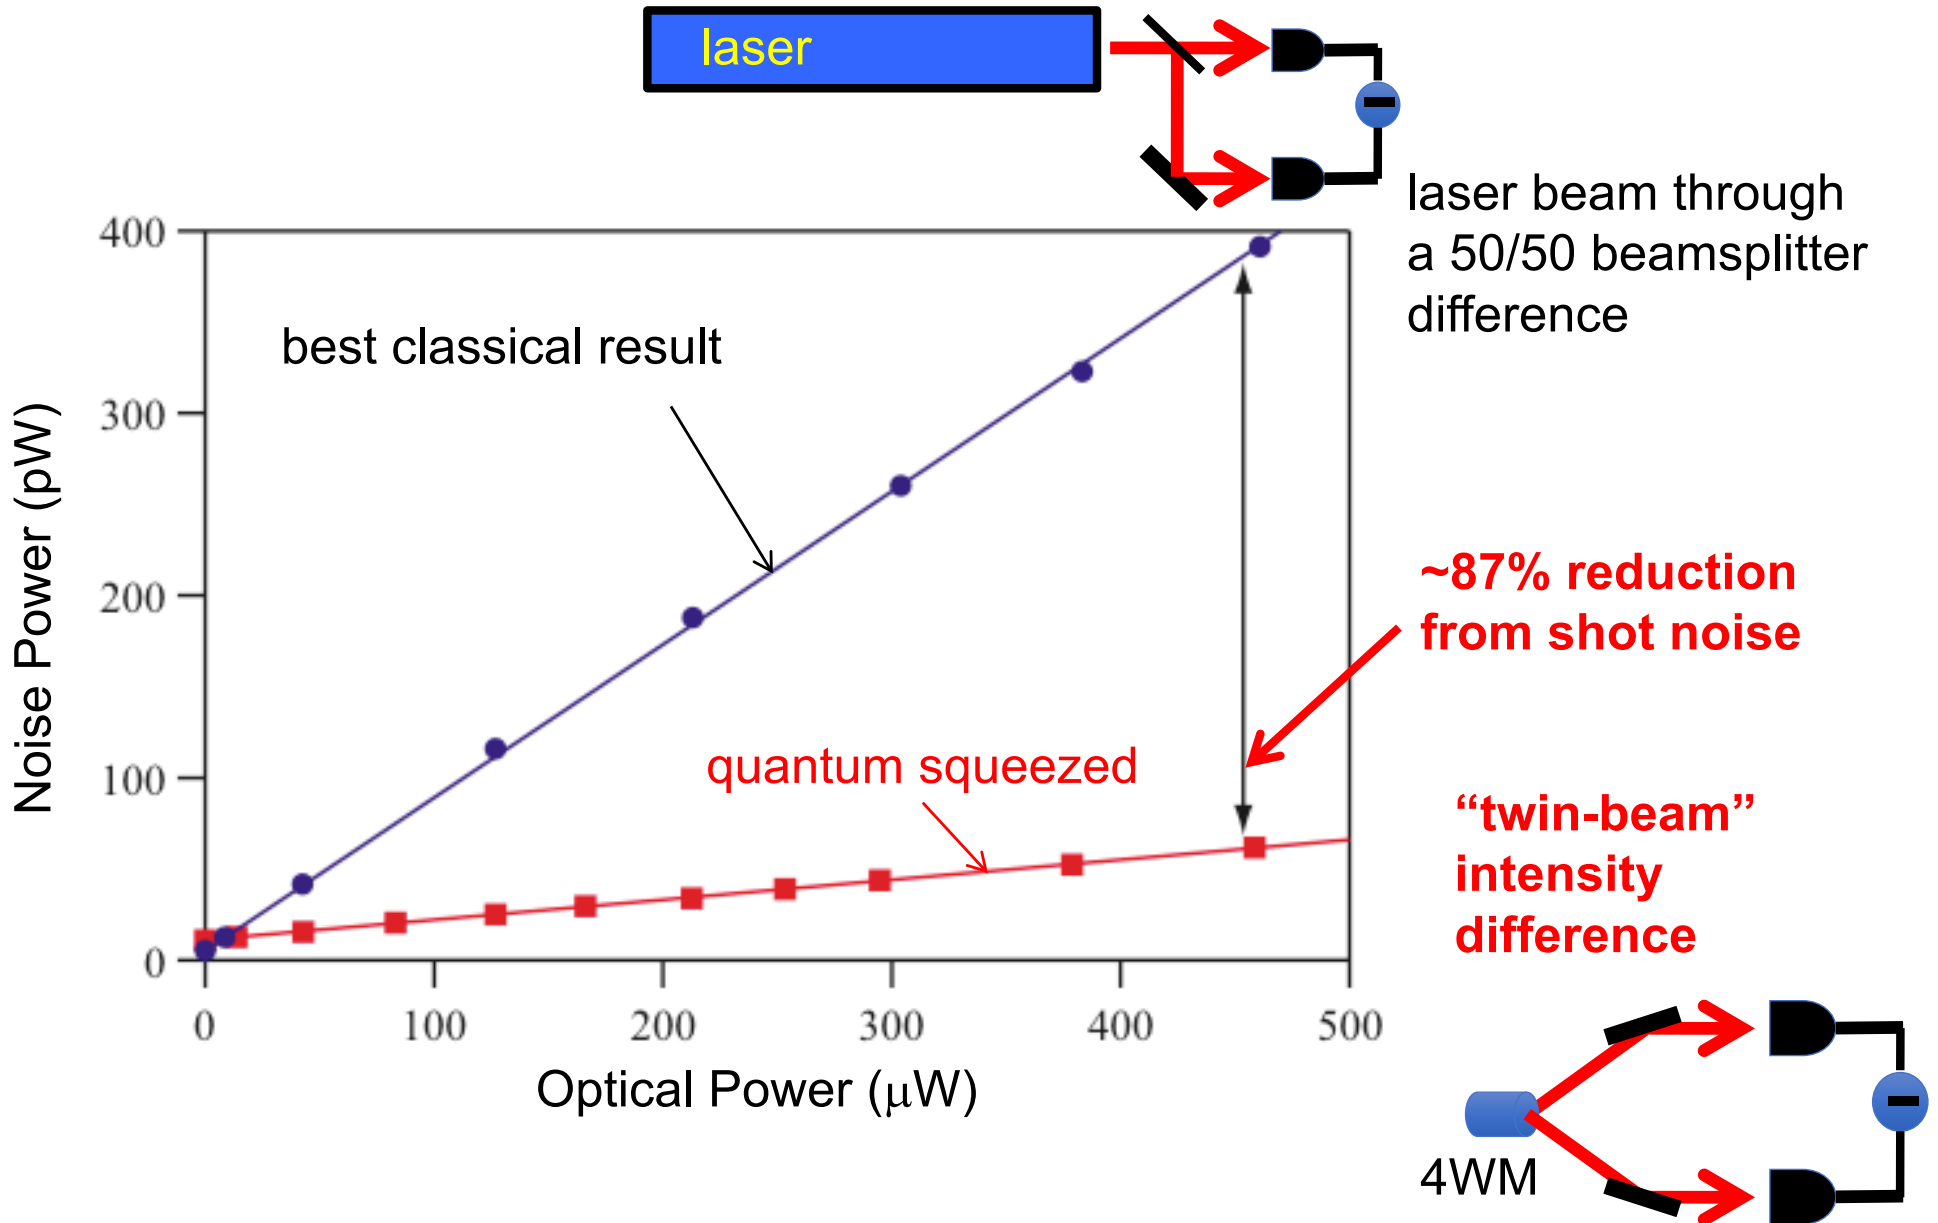 laser
laser beam through
a 50/50 beamsplitter
difference
400
300
200
100
0
Noise Power (pW)
best classical result
quantum squeezed
~87% reduction
from shot noise
“twin-beam”
intensity
difference
0
100
200
300
400
500
Optical Power (μW)
4WM